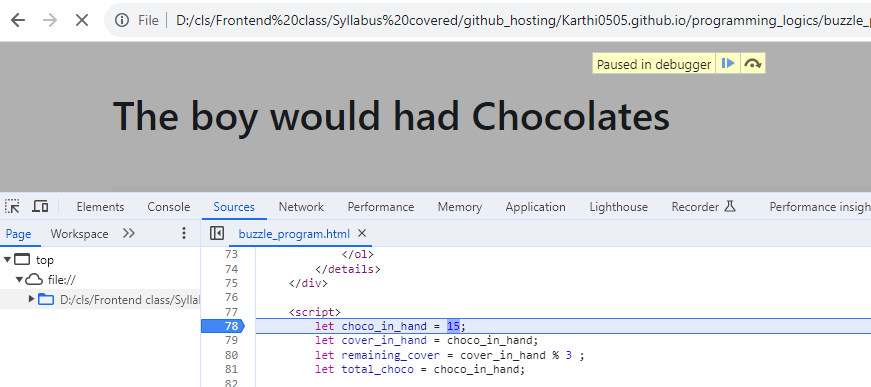 File D:/cls/Frontend%20class/Syllabus%20covered/github_hosting/Karthi0505.github.io/programming_logics/buzzle_
Paused in debugger
The boy would had Chocolates
Elements Console Sources Network Performance Memory Application Lighthouse Recorder Performance insigh
Page Workspace buzzle_program.html
top
file://
D:/cls/Frontend class/Sylla
73 </ol>
74 </details>
75 </div>
76
77 <script>
78 let choco_in_hand = 15;
79 let cover_in_hand = choco_in_hand;
80 let remaining_cover = cover_in_hand % 3 ;
81 let total_choco = choco_in_hand;
82